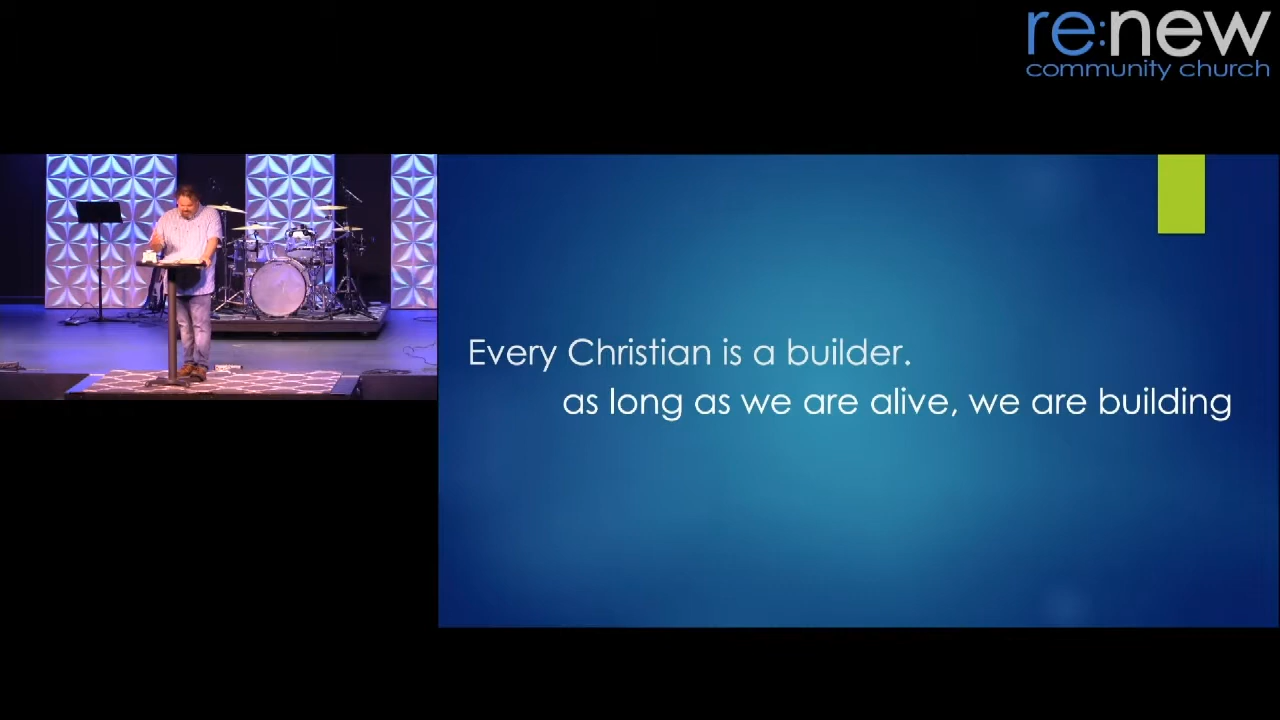 re:new
community church
Every Christian is a builder.
as long as we are alive, we are building